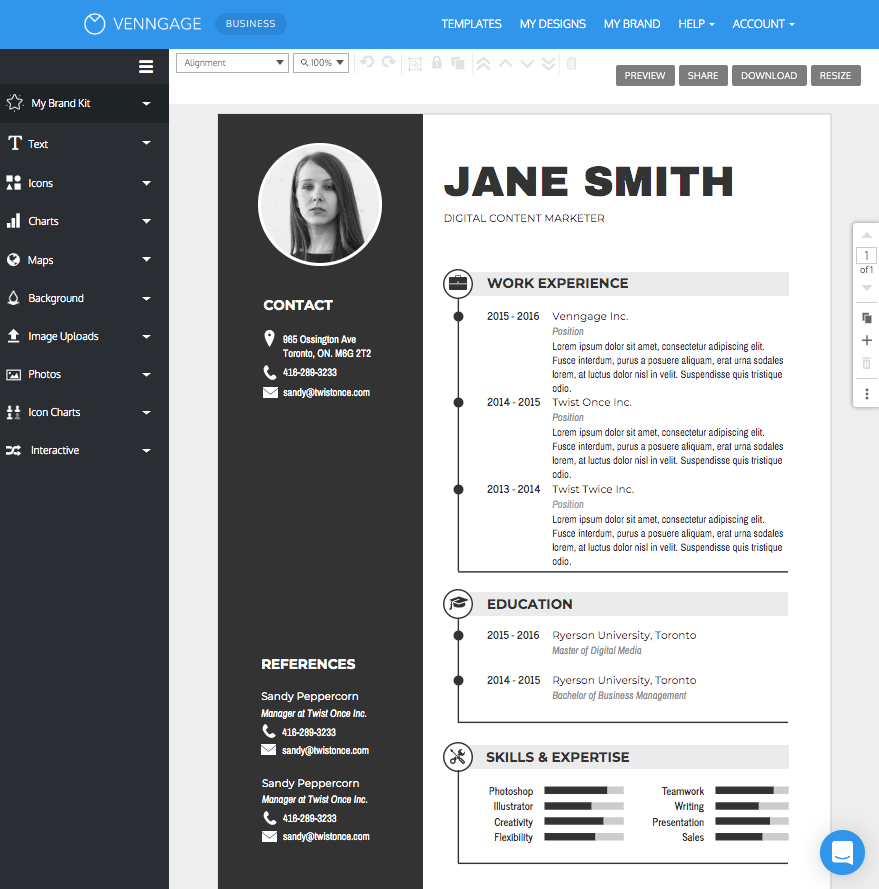 VENNGAGE BUSINESS TEMPLATES MY DESIGNS MY BRAND HELP ACCOUNT
Alignment 100%
PREVIEW SHARE DOWNLOAD RESIZE
My Brand Kit
Text
Icons
Charts
Maps
Background
Image Uploads
Photos
Icon Charts
Interactive
CONTACT
965 Ossington Ave
Toronto, ON. M6G 2T2
416-289-3233
sandy@twistonce.com
REFERENCES
Sandy Peppercorn
Manager at Twist Once Inc.
416-289-3233
sandy@twistonce.com
Sandy Peppercorn
Manager at Twist Once Inc.
416-289-3233
sandy@twistonce.com
JANE SMITH
DIGITAL CONTENT MARKETER
WORK EXPERIENCE
2015 - 2016 Venngage Inc.
Position
Lorem ipsum dolor sit amet, consectetur adipiscing elit.
Fusce interdum, purus a posuere aliquam, erat urna sodales
lorem, at luctus dolor nisl in velit. Suspendisse quis tristique
odio.
2014 - 2015 Twist Once Inc.
Position
Lorem ipsum dolor sit amet, consectetur adipiscing elit.
Fusce interdum, purus a posuere aliquam, erat urna sodales
lorem, at luctus dolor nisl in velit. Suspendisse quis tristique
odio.
2013 - 2014 Twist Twice Inc.
Position
Lorem ipsum dolor sit amet, consectetur adipiscing elit.
Fusce interdum, purus a posuere aliquam, erat urna sodales
lorem, at luctus dolor nisl in velit. Suspendisse quis tristique
odio.
EDUCATION
2015 - 2016 Ryerson University, Toronto
Master of Digital Media
2014 - 2015 Ryerson University, Toronto
Bachelor of Business Management
SKILLS & EXPERTISE
Photoshop Teamwork
Illustrator Writing
Creativity Presentation
Flexibility Sales
1
of 1